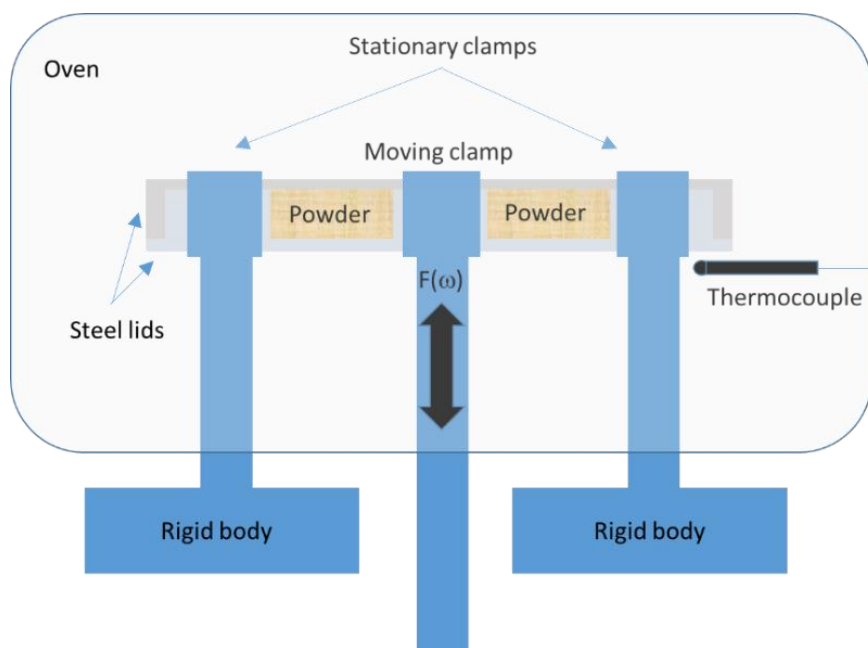 Stationary clamps
Oven
Moving clamp
Powder
Powder
F(ω)
Thermocouple
Steel lids
Rigid body
Rigid body